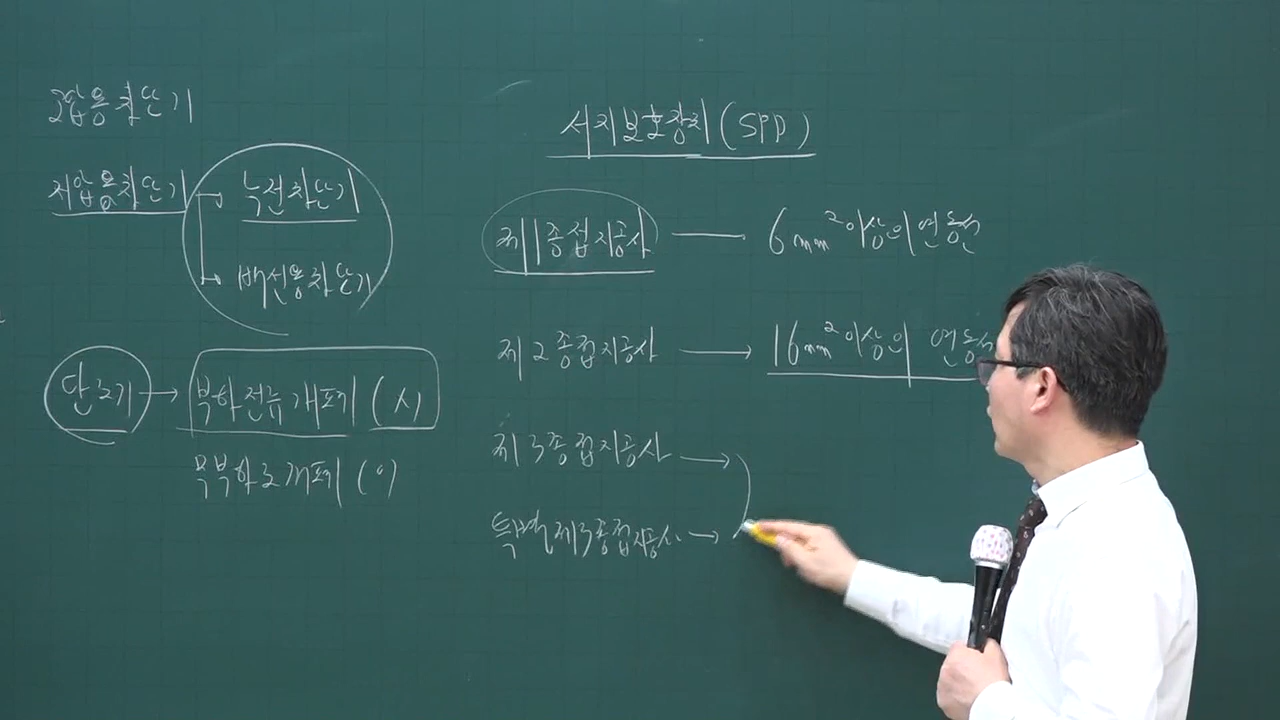 고압용차단기
저압용차단기 → 누전차단기
→ 배선용차단기
단로기 → 부하전류개폐 (X)
무부하로개폐 (O)
서지보호장치 (SPD)
제1종접지공사 — 6mm² 이상의 연동선
제2종접지공사 → 16mm² 이상의 연동선
제3종접지공사 →
특별제3종접지공사 →